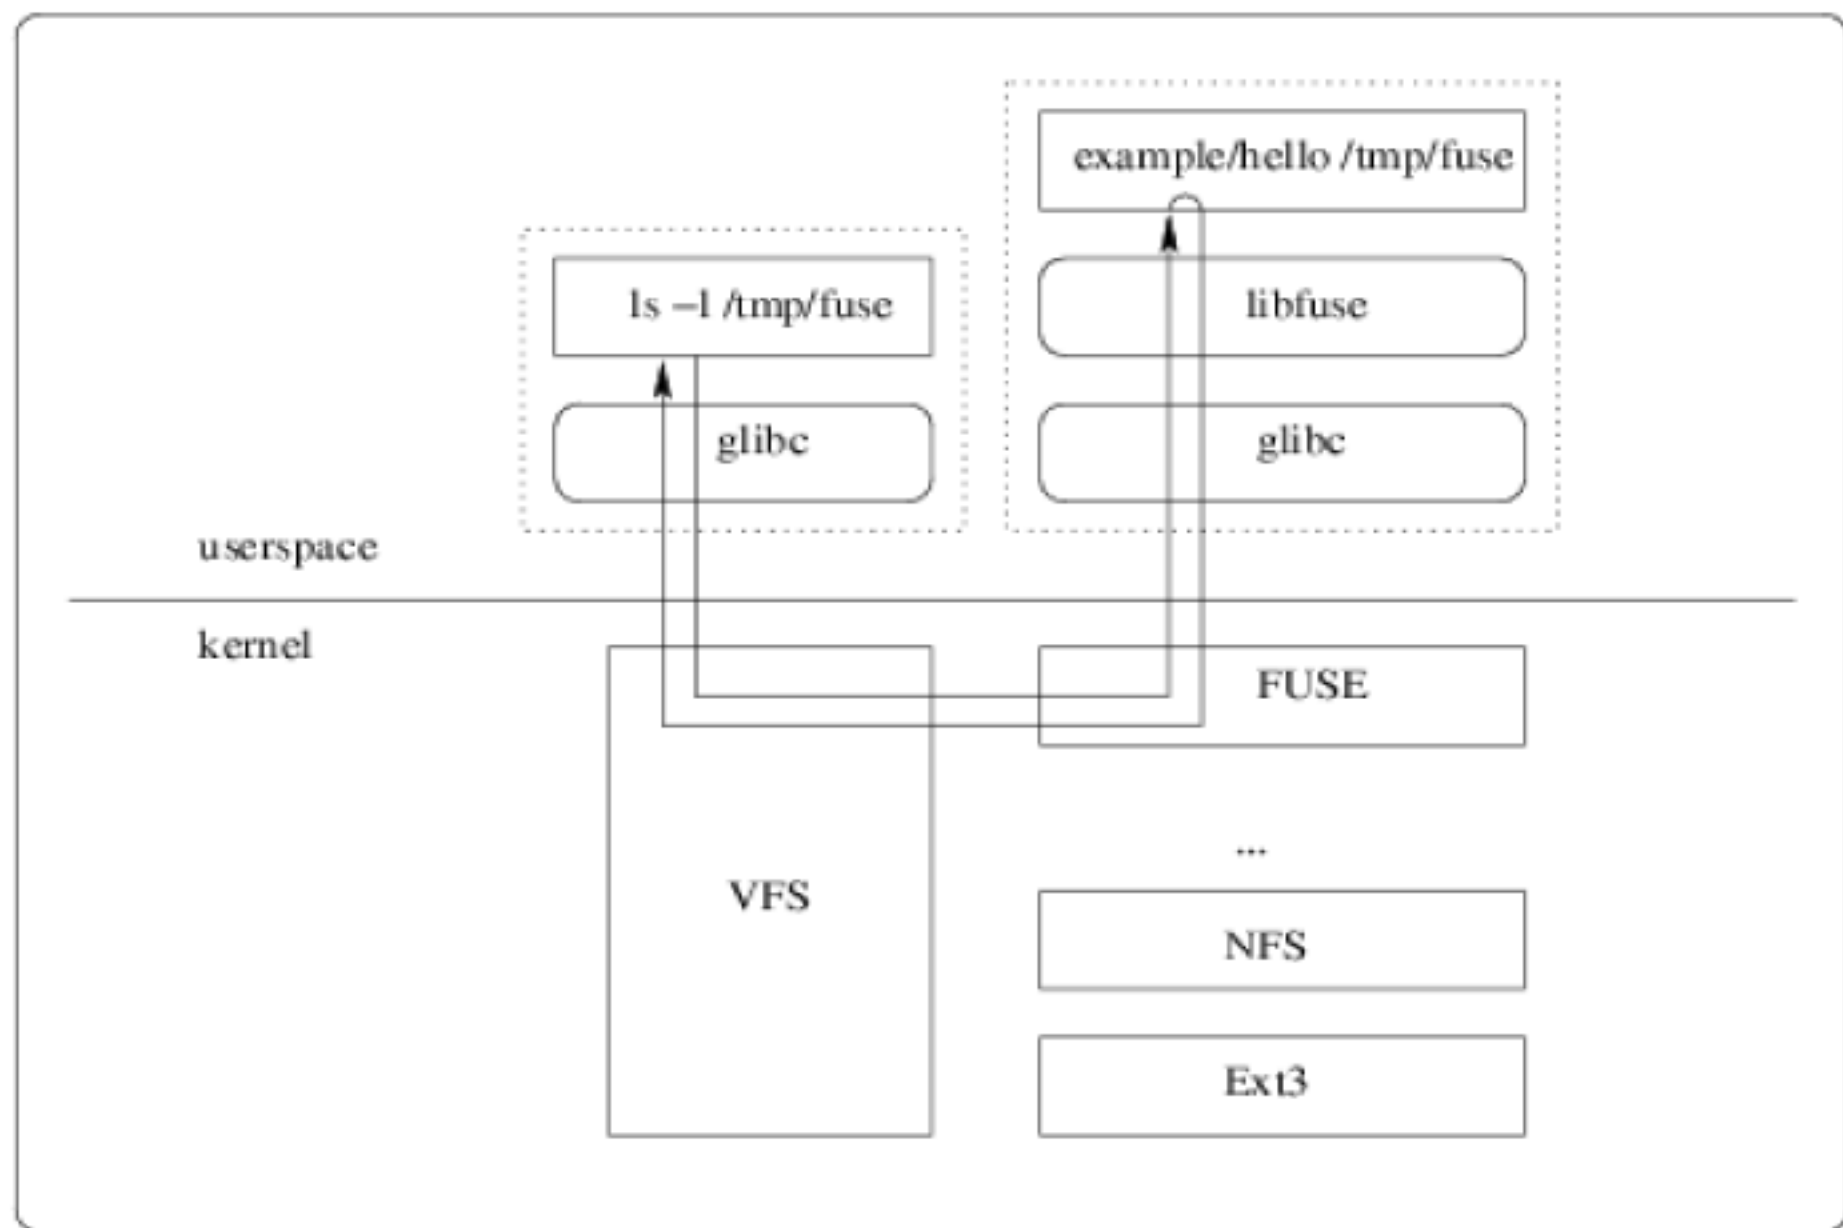 example/hello /tmp/fuse
ls –l /tmp/fuse
libfuse
glibc
glibc
userspace
kernel
FUSE
...
VFS
NFS
Ext3